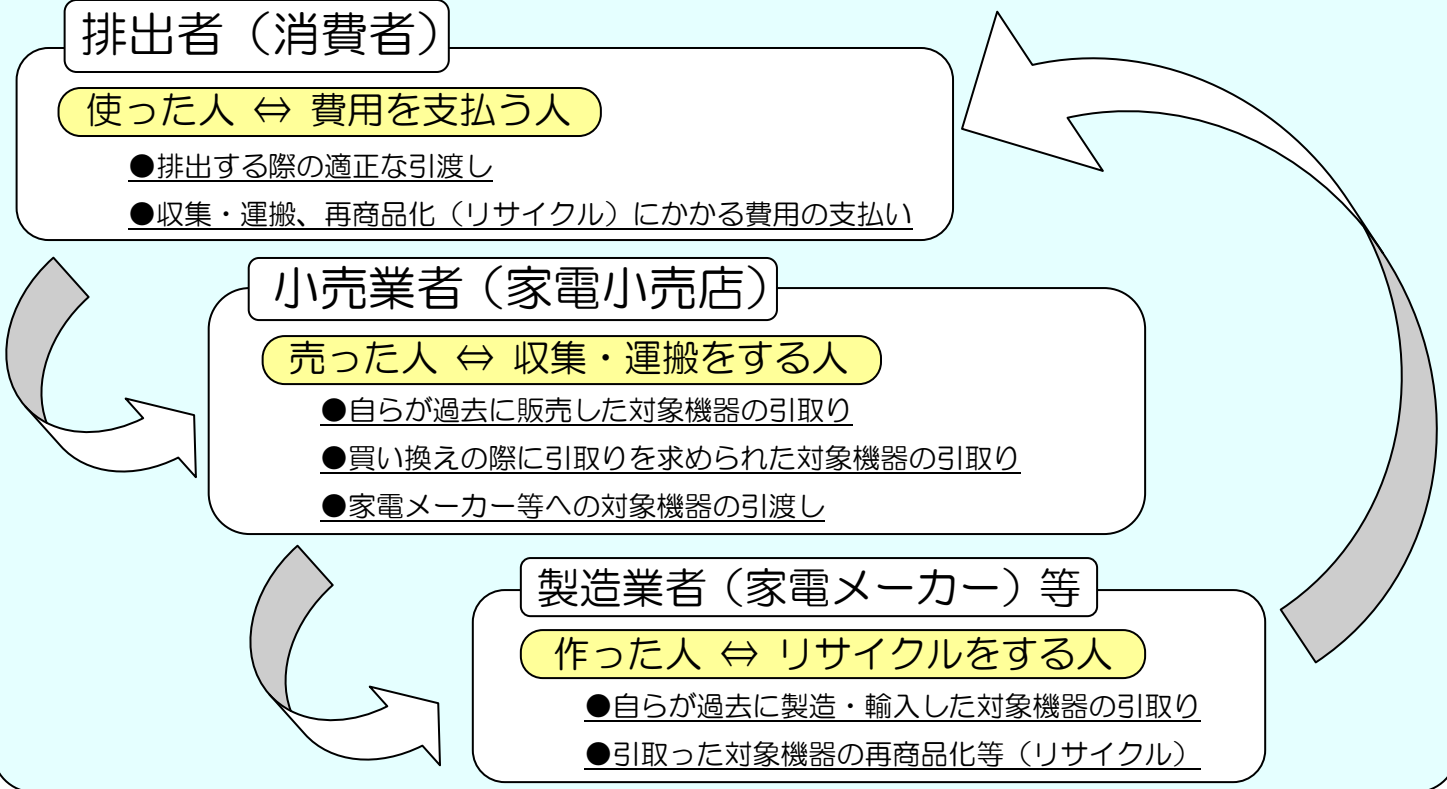 排出者（消費者）
使った人 ⇔ 費用を支払う人
●排出する際の適正な引渡し
●収集・運搬、再商品化（リサイクル）にかかる費用の支払い
小売業者（家電小売店）
売った人 ⇔ 収集・運搬をする人
●自らが過去に販売した対象機器の引取り
●買い換えの際に引取りを求められた対象機器の引取り
●家電メーカー等への対象機器の引渡し
製造業者（家電メーカー）等
作った人 ⇔ リサイクルをする人
●自らが過去に製造・輸入した対象機器の引取り
●引取った対象機器の再商品化等（リサイクル）